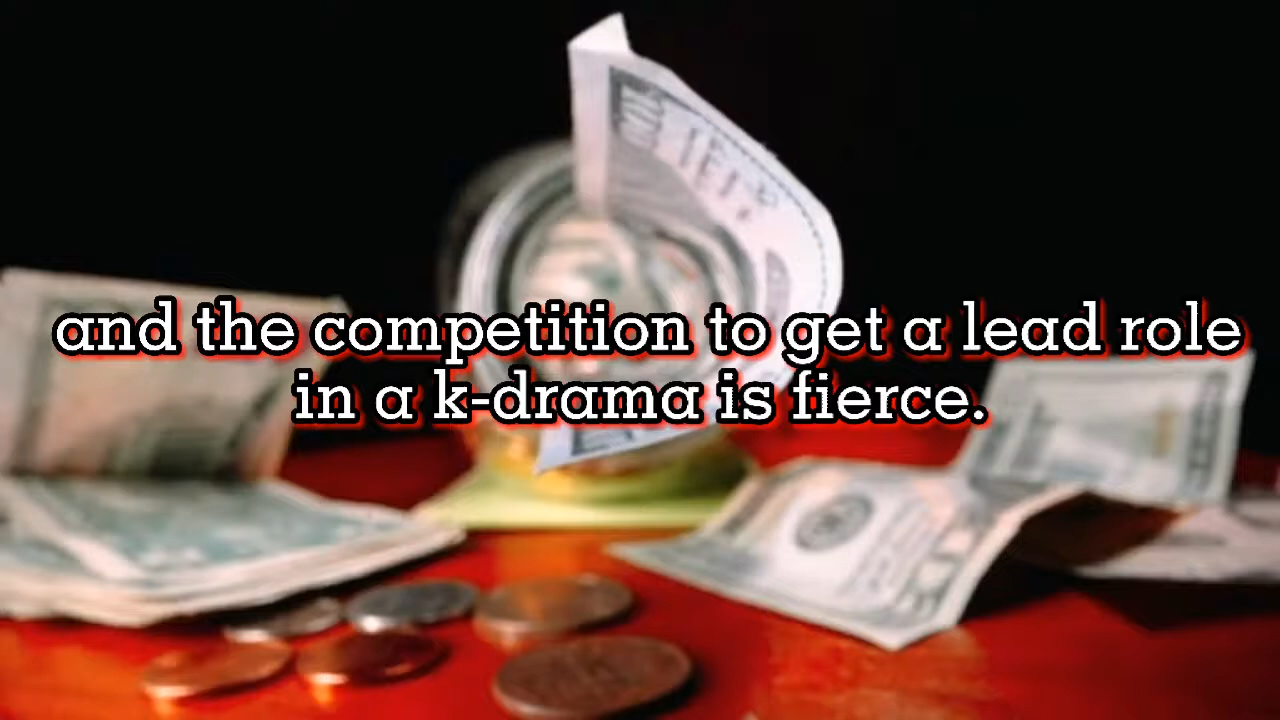 and the competition to get a lead role
in a k-drama is fierce.